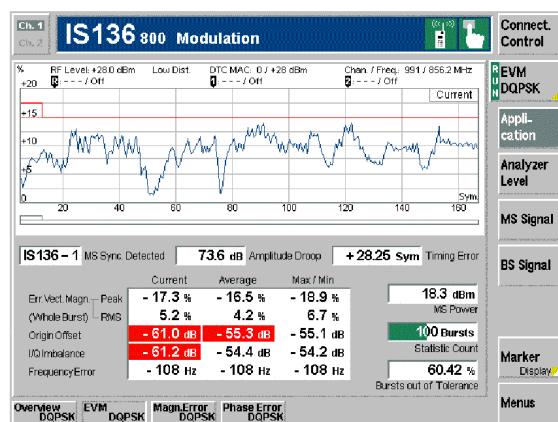 Ch. 1
Ch. 2
IS136 800 Modulation
Connect. Control
% RF Level: +28.0 dBm Low Dist. DTC MAC: 0 / +28 dBm Chan. / Freq.: 991 / 856.2 MHz
+20 : - - - / Off : - - - / Off : - - - / Off
Current
+15
+10
+5
0
20 40 60 80 100 120 140 160
Sym.
RUN
EVM DQPSK
Appli-cation
Analyzer Level
MS Signal
BS Signal
IS136 – 1 MS Sync. Detected 73.6 dB Amplitude Droop + 28.25 Sym Timing Error
Current Average Max / Min
Err.Vect. Magn. Peak - 17.3 % - 16.5 % - 18.9 %
(Whole Burst) RMS 5.2 % 4.2 % 6.7 %
Origin Offset - 61.0 dB - 55.3 dB - 55.1 dB
I/Q Imbalance - 61.2 dB - 54.4 dB - 54.2 dB
Frequency Error - 108 Hz - 108 Hz - 108 Hz
18.3 dBm
MS Power
100 Bursts
Statistic Count
60.42 %
Bursts out of Tolerance
Marker
Display
Menus
Overview DQPSK
EVM DQPSK
Magn.Error DQPSK
Phase Error DQPSK